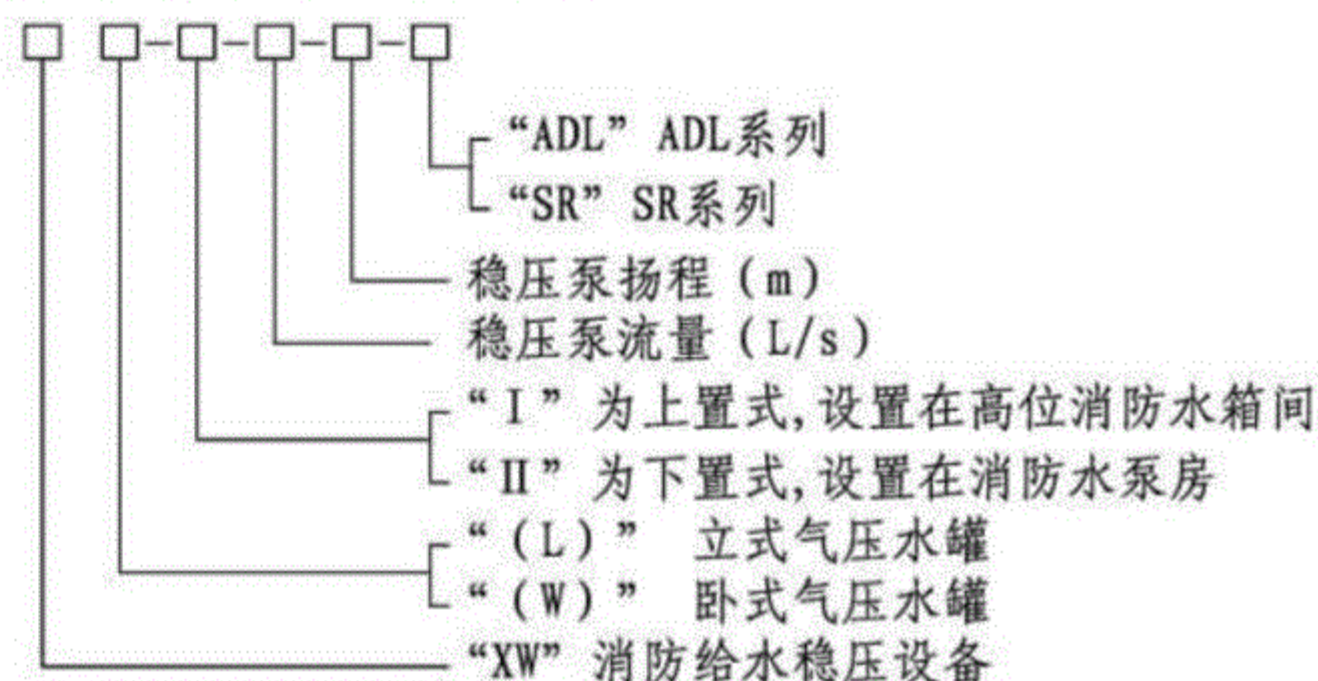 □ □-□-□-□-□
“ADL” ADL系列
“SR” SR系列
稳压泵扬程（m）
稳压泵流量（L/s）
“I” 为上置式,设置在高位消防水箱间
“II” 为下置式,设置在消防水泵房
“（L）” 立式气压水罐
“（W）” 卧式气压水罐
“XW” 消防给水稳压设备